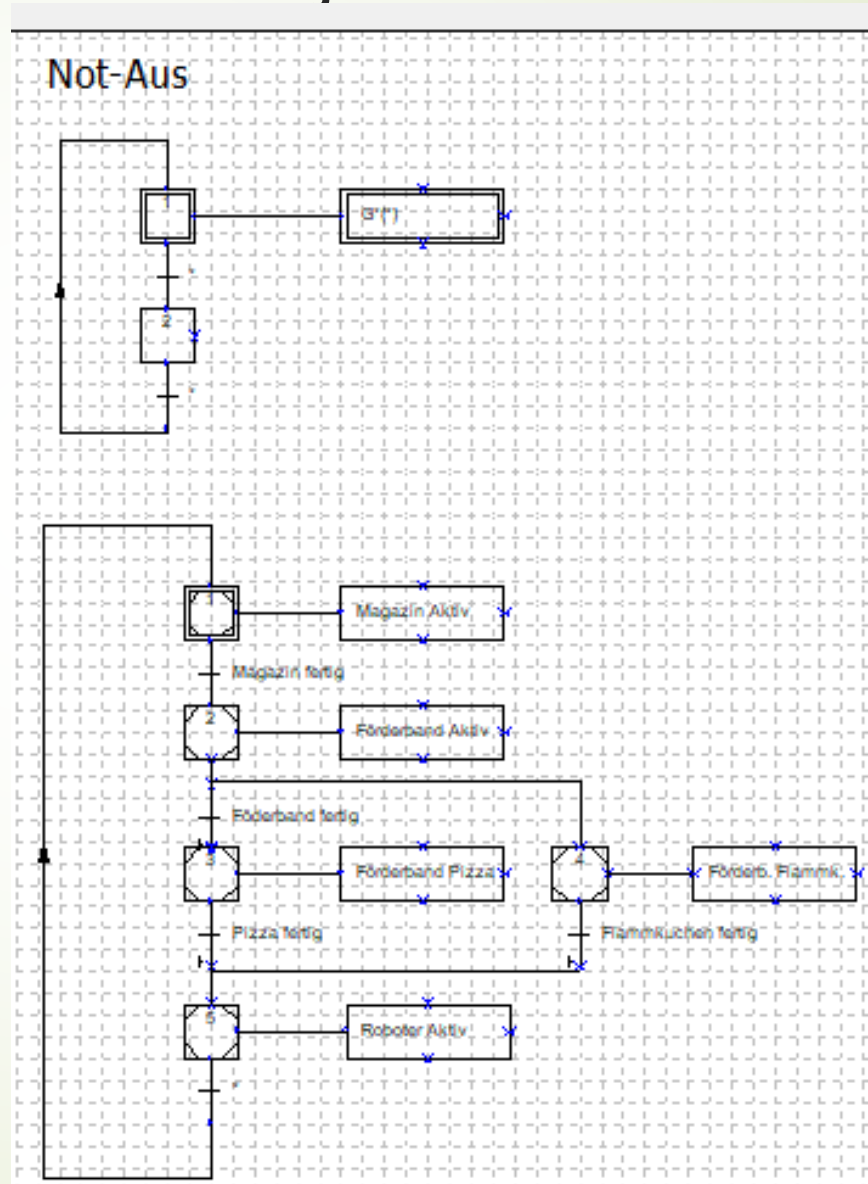 Not-Aus
1
G*(*)
2
1
Magazin Aktiv
Magazin fertig
2
Förderband Aktiv
Föderband fertig
3
Förderband Pizza
4
Förderb. Flammk.
Pizza fertig
Flammkuchen fertig
5
Roboter Aktiv